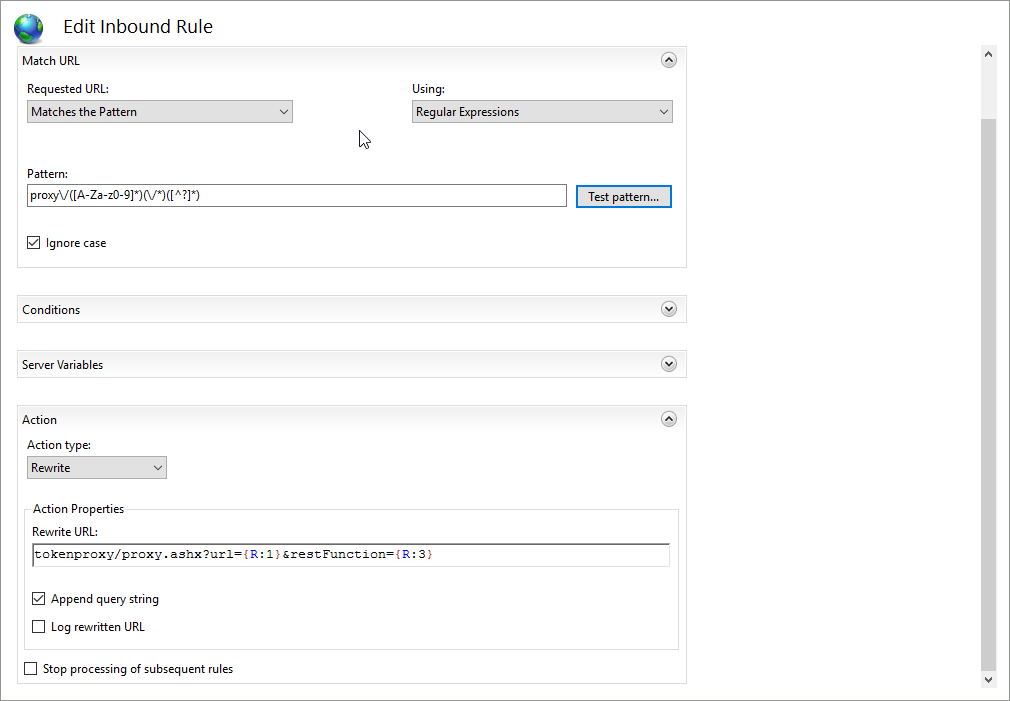 Edit Inbound Rule
Match URL
Requested URL: Using:
Matches the Pattern Regular Expressions
Pattern:
proxy\/([A-Za-z0-9]*)(\/*)([^?]*) Test pattern...
Ignore case
Conditions
Server Variables
Action
Action type:
Rewrite
Action Properties
Rewrite URL:
tokenproxy/proxy.ashx?url={R:1}&restFunction={R:3}
Append query string
Log rewritten URL
Stop processing of subsequent rules